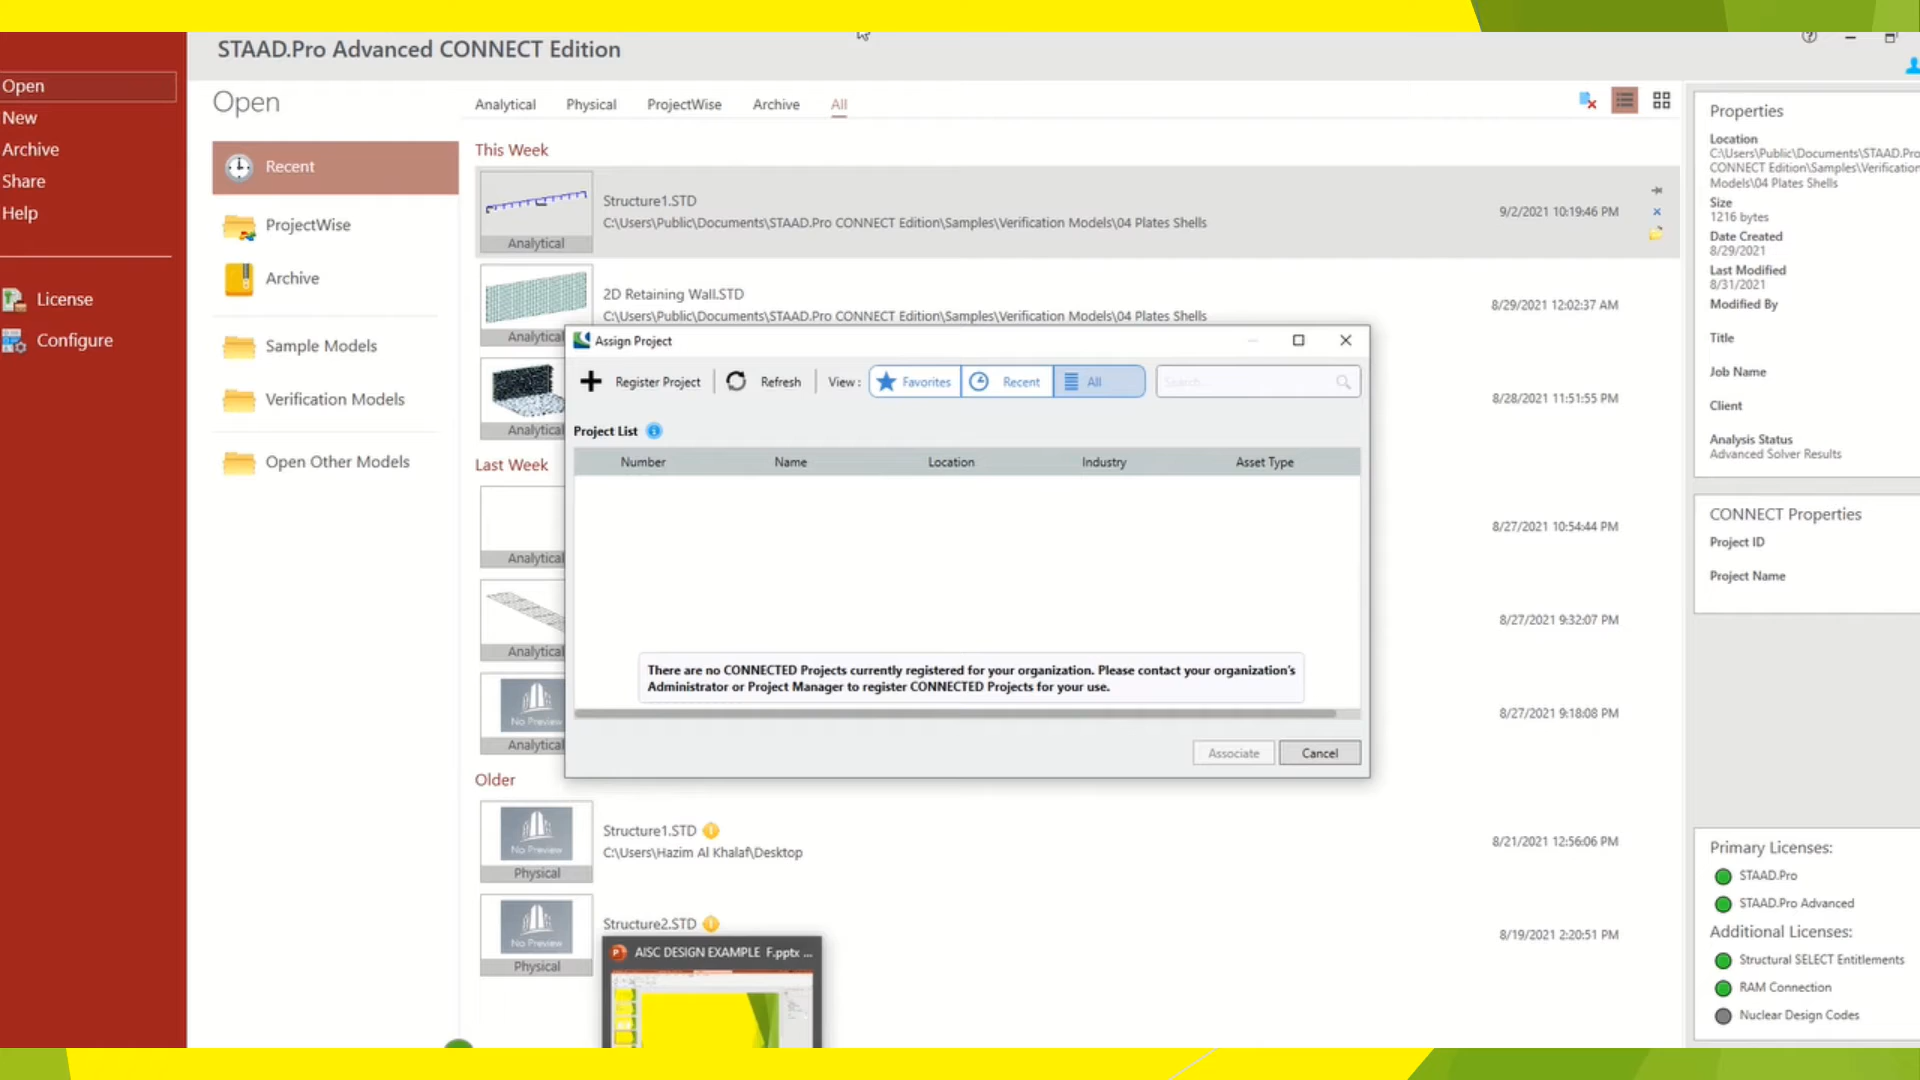 STAAD.Pro Advanced CONNECT Edition
Open
New
Archive
Share
Help
License
Configure
Open
Recent
ProjectWise
Archive
Sample Models
Verification Models
Open Other Models
Analytical Physical ProjectWise Archive All
This Week
Structure1.STD
C:\Users\Public\Documents\STAAD.Pro CONNECT Edition\Samples\Verification Models\04 Plates Shells
9/2/2021 10:19:46 PM
Analytical
2D Retaining Wall.STD
C:\Users\Public\Documents\STAAD.Pro CONNECT Edition\Samples\Verification Models\04 Plates Shells
8/29/2021 12:02:37 AM
Analytical
8/28/2021 11:51:55 PM
Analytical
Last Week
8/27/2021 10:54:44 PM
Analytical
8/27/2021 9:32:07 PM
Analytical
No Preview
8/27/2021 9:18:08 PM
Analytical
Older
Structure1.STD
C:\Users\Hazim Al Khalaf\Desktop
8/21/2021 12:56:06 PM
No Preview
Physical
Structure2.STD
8/19/2021 2:20:51 PM
No Preview
Physical
AISC DESIGN EXAMPLE F.pptx ...
Assign Project
Register Project Refresh View : Favorites Recent All Search...
Project List
Number Name Location Industry Asset Type
There are no CONNECTED Projects currently registered for your organization. Please contact your organization's
Administrator or Project Manager to register CONNECTED Projects for your use.
Associate Cancel
Properties
Location
C:\Users\Public\Documents\STAAD.Pro
CONNECT Edition\Samples\Verification
Models\04 Plates Shells
Size
1216 bytes
Date Created
8/29/2021
Last Modified
8/31/2021
Modified By
Title
Job Name
Client
Analysis Status
Advanced Solver Results
CONNECT Properties
Project ID
Project Name
Primary Licenses:
STAAD.Pro
STAAD.Pro Advanced
Additional Licenses:
Structural SELECT Entitlements
RAM Connection
Nuclear Design Codes